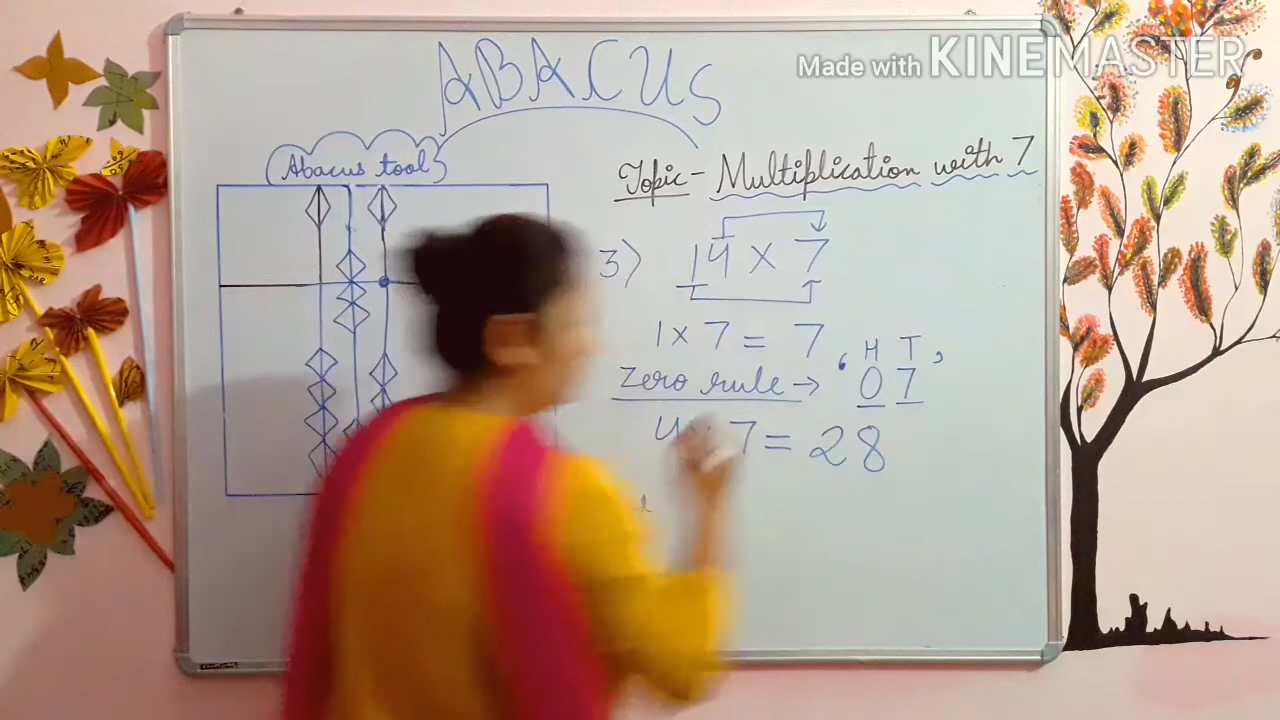 Made with KINEMASTER
ABACUS
Abacus tool
Topic - Multiplication with 7
3) 14 x 7
1 x 7 = 7
H T
Zero rule → ‘0 7’
4 x 7 = 28